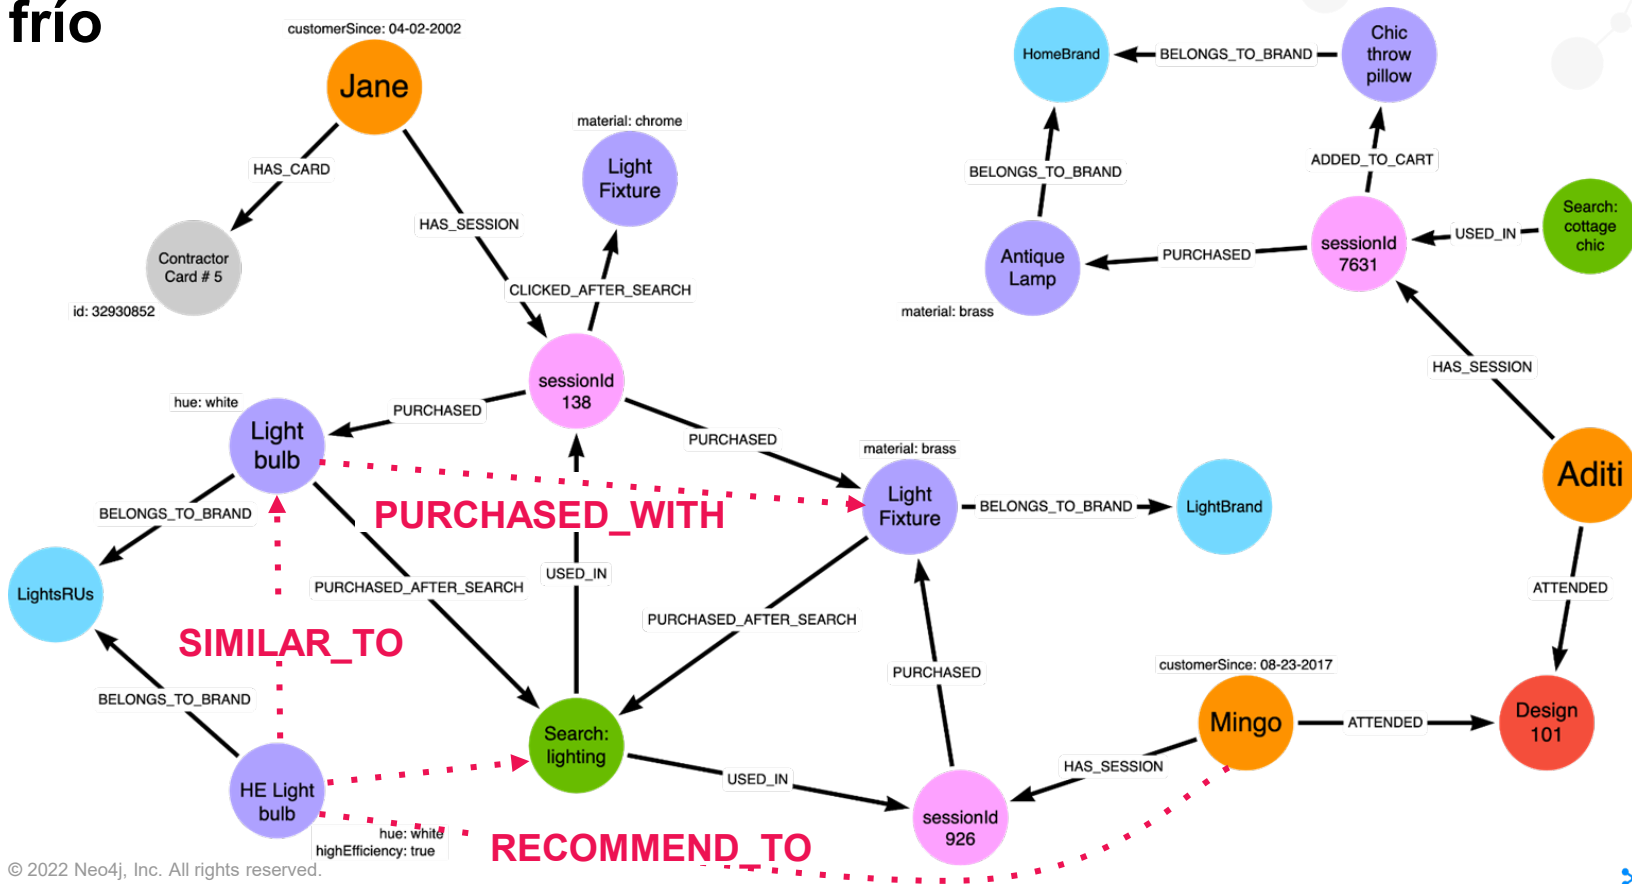 frío
customerSince: 04-02-2002
Jane
HAS_CARD
Contractor
Card # 5
id: 32930852
HAS_SESSION
material: chrome
Light
Fixture
CLICKED_AFTER_SEARCH
sessionId
138
HomeBrand
BELONGS_TO_BRAND
Chic
throw
pillow
BELONGS_TO_BRAND
ADDED_TO_CART
Antique
Lamp
material: brass
PURCHASED
sessionId
7631
USED_IN
Search:
cottage
chic
HAS_SESSION
Aditi
ATTENDED
hue: white
Light
bulb
PURCHASED
PURCHASED
material: brass
Light
Fixture
BELONGS_TO_BRAND
LightBrand
PURCHASED_WITH
BELONGS_TO_BRAND
LightsRUs
PURCHASED_AFTER_SEARCH
USED_IN
PURCHASED_AFTER_SEARCH
SIMILAR_TO
BELONGS_TO_BRAND
PURCHASED
customerSince: 08-23-2017
Mingo
ATTENDED
Design
101
Search:
lighting
HAS_SESSION
USED_IN
HE Light
bulb
sessionId
926
hue: white
highEfficiency: true
RECOMMEND_TO
© 2022 Neo4j, Inc. All rights reserved.